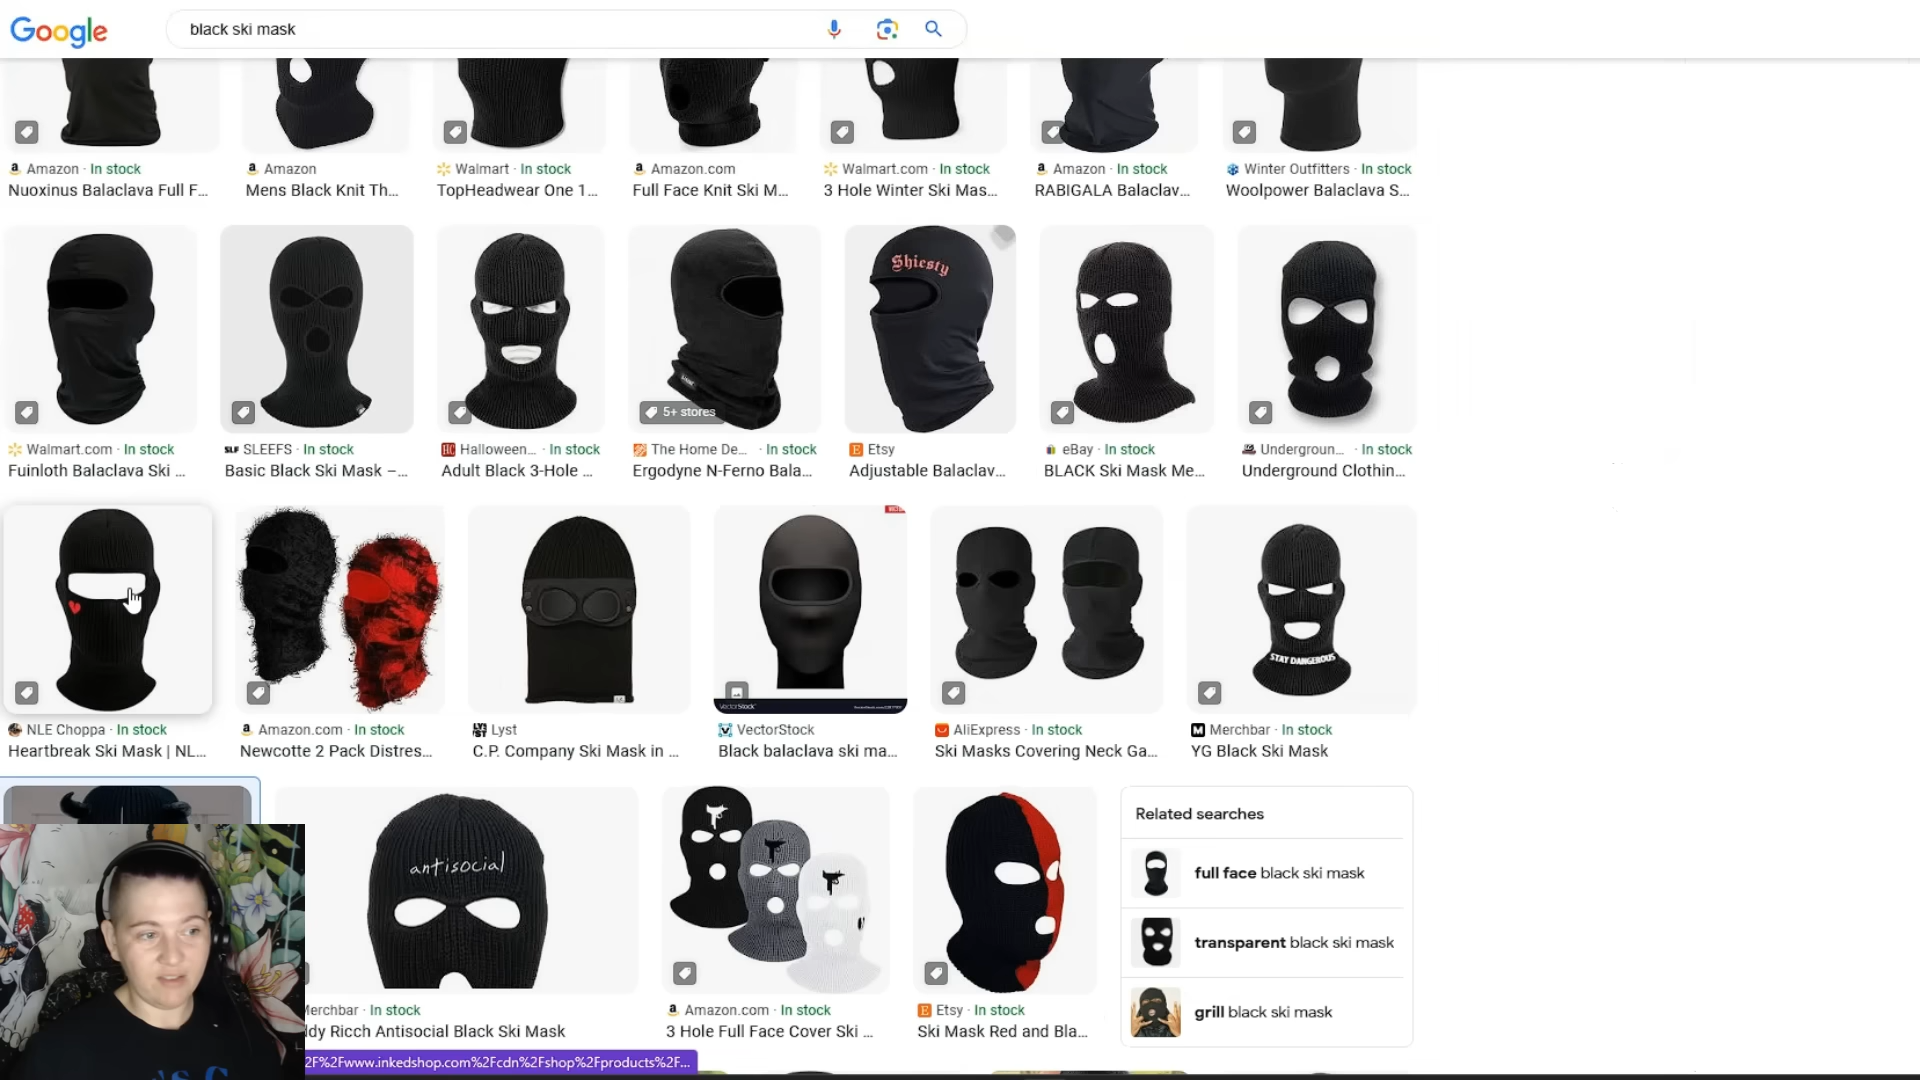 Google
black ski mask
Amazon · In stock
Nuoxinus Balaclava Full F...
Amazon
Mens Black Knit Th...
Walmart · In stock
TopHeadwear One 1...
Amazon.com
Full Face Knit Ski M...
Walmart.com · In stock
3 Hole Winter Ski Mas...
Amazon · In stock
RABIGALA Balaclav...
Winter Outfitters · In stock
Woolpower Balaclava S...
Shiesty
5+ stores
Walmart.com · In stock
Fuinloth Balaclava Ski ...
SLF SLEEFS · In stock
Basic Black Ski Mask –...
HC Halloween... · In stock
Adult Black 3-Hole ...
The Home De... · In stock
Ergodyne N-Ferno Bala...
Etsy
Adjustable Balaclav...
eBay · In stock
BLACK Ski Mask Me...
Undergroun... · In stock
Underground Clothin...
STAY DANGEROUS
VectorStock
NLE Choppa · In stock
Heartbreak Ski Mask | NL...
Amazon.com · In stock
Newcotte 2 Pack Distres...
Lyst
C.P. Company Ski Mask in ...
VectorStock
Black balaclava ski ma...
AliExpress · In stock
Ski Masks Covering Neck Ga...
Merchbar · In stock
YG Black Ski Mask
antisocial
Related searches
full face black ski mask
transparent black ski mask
grill black ski mask
Merchbar · In stock
ddy Ricch Antisocial Black Ski Mask
Amazon.com · In stock
3 Hole Full Face Cover Ski ...
Etsy · In stock
Ski Mask Red and Bla...
2F%2Fwww.inkedshop.com%2Fcdn%2Fshop%2Fproducts%2F...